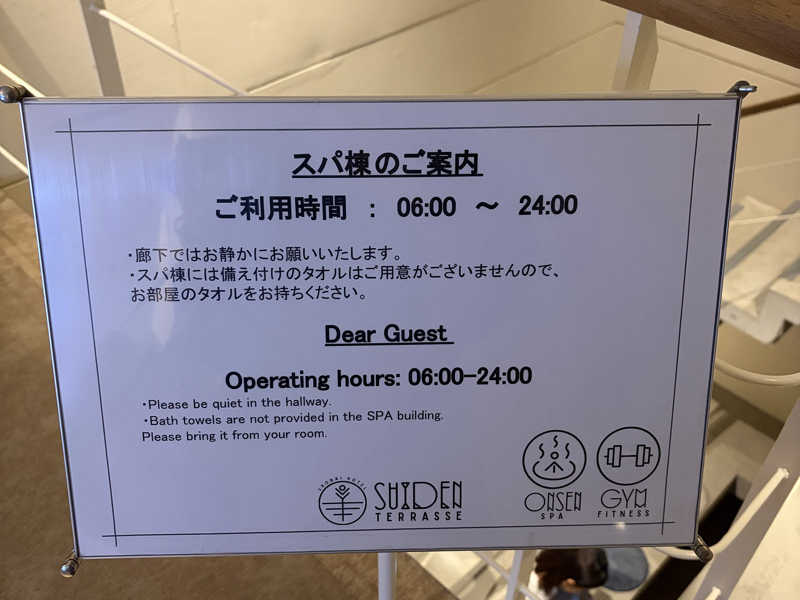 スパ棟のご案内
ご利用時間 : 06:00 ~ 24:00
・廊下ではお静かにお願いいたします。
・スパ棟には備え付けのタオルはご用意がございませんので、
お部屋のタオルをお持ちください。
Dear Guest
Operating hours: 06:00-24:00
・Please be quiet in the hallway.
・Bath towels are not provided in the SPA building.
Please bring it from your room.
SHONAI HOTEL
SUIDEN
TERRASSE
ONSEN
SPA
GYM
FITNESS